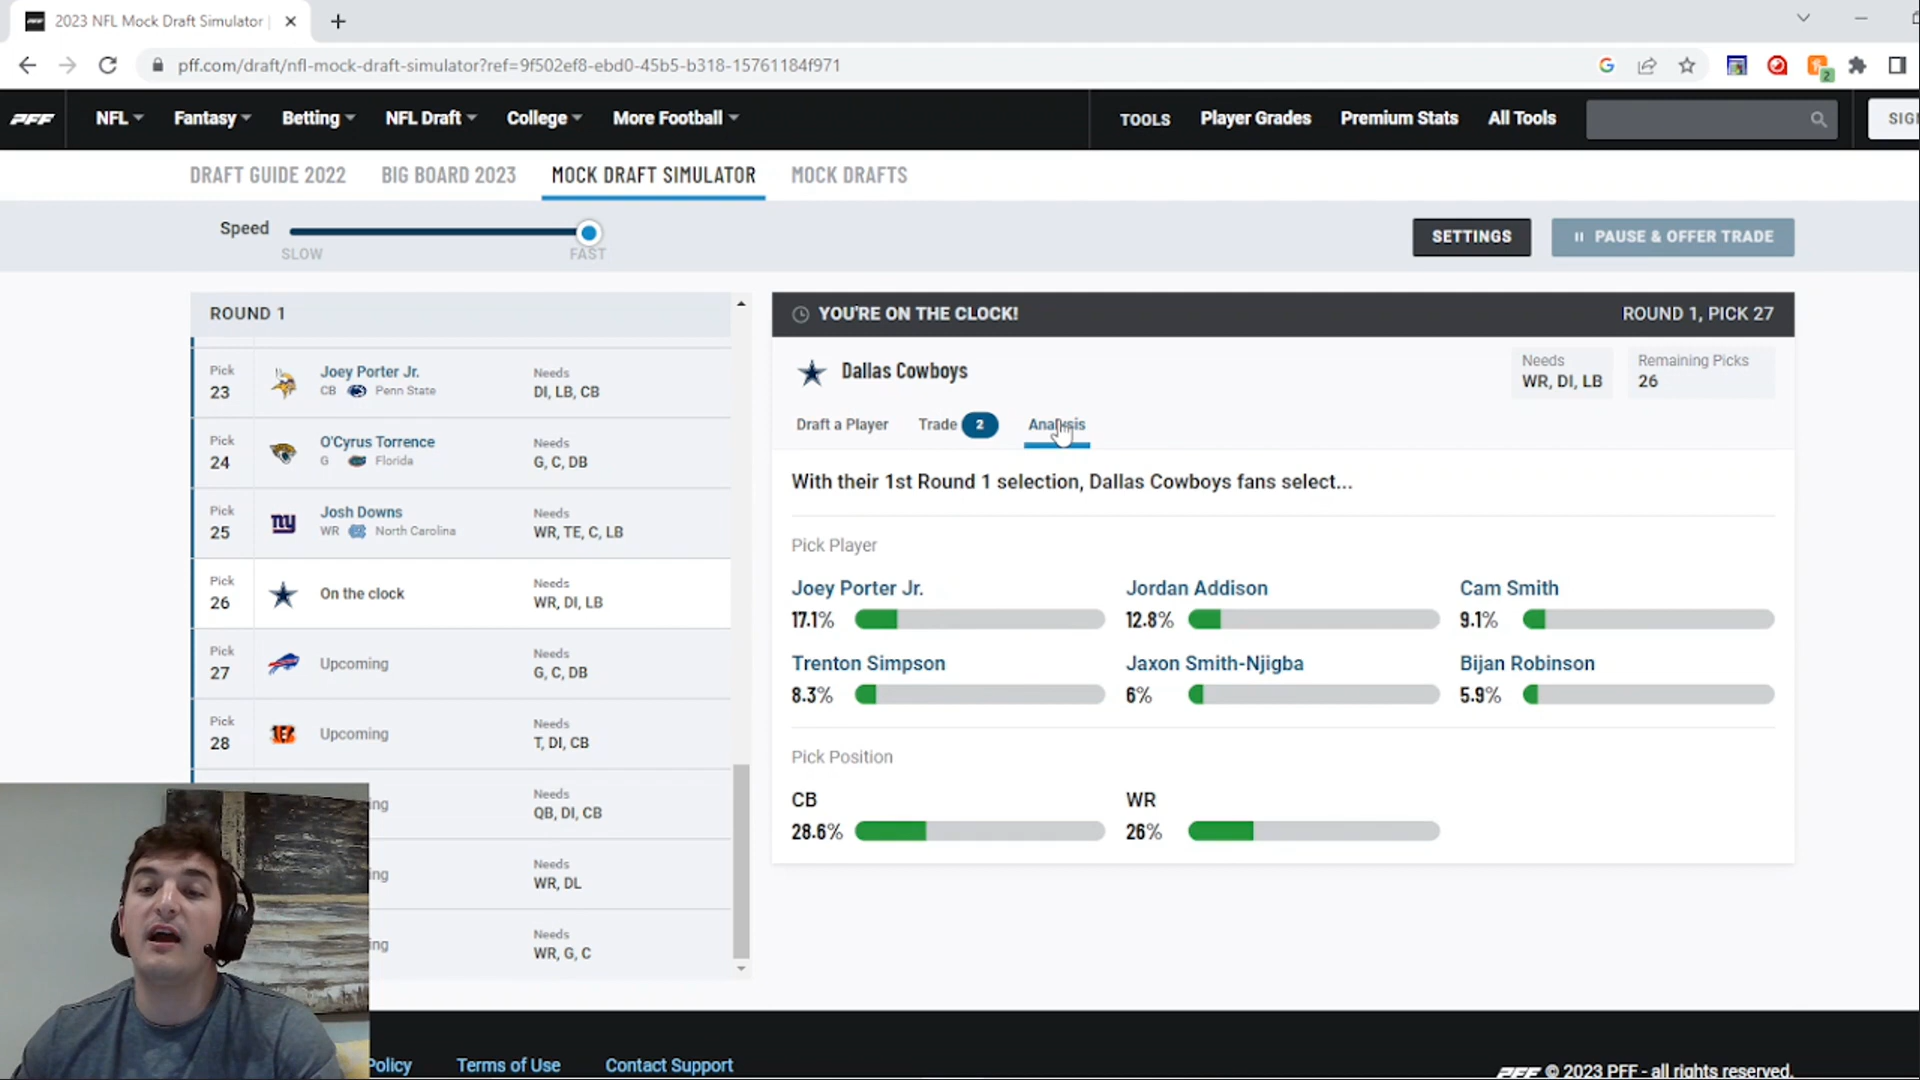 2023 NFL Mock Draft Simulator |
pff.com/draft/nfl-mock-draft-simulator?ref=9f502ef8-ebd0-45b5-b318-15761184f971
2
PFF NFL Fantasy Betting NFL Draft College More Football TOOLS Player Grades Premium Stats All Tools SIGN
DRAFT GUIDE 2022 BIG BOARD 2023 MOCK DRAFT SIMULATOR MOCK DRAFTS
Speed
SLOW FAST
SETTINGS PAUSE & OFFER TRADE
ROUND 1
Pick 23
Joey Porter Jr.
CB Penn State
Needs
DI, LB, CB
Pick 24
O'Cyrus Torrence
G Florida
Needs
G, C, DB
Pick 25
ny
Josh Downs
WR North Carolina
Needs
WR, TE, C, LB
Pick 26
On the clock
Needs
WR, DI, LB
Pick 27
Upcoming
Needs
G, C, DB
Pick 28
Upcoming
Needs
T, DI, CB
ng
Needs
QB, DI, CB
ng
Needs
WR, DL
ng
Needs
WR, G, C
YOU'RE ON THE CLOCK! ROUND 1, PICK 27
Dallas Cowboys
Needs
WR, DI, LB
Remaining Picks
26
Draft a Player Trade 2 Analysis
With their 1st Round 1 selection, Dallas Cowboys fans select...
Pick Player
Joey Porter Jr. Jordan Addison Cam Smith
17.1% 12.8% 9.1%
Trenton Simpson Jaxon Smith-Njigba Bijan Robinson
8.3% 6% 5.9%
Pick Position
CB WR
28.6% 26%
Policy Terms of Use Contact Support
PFF © 2023 PFF - all rights reserved.